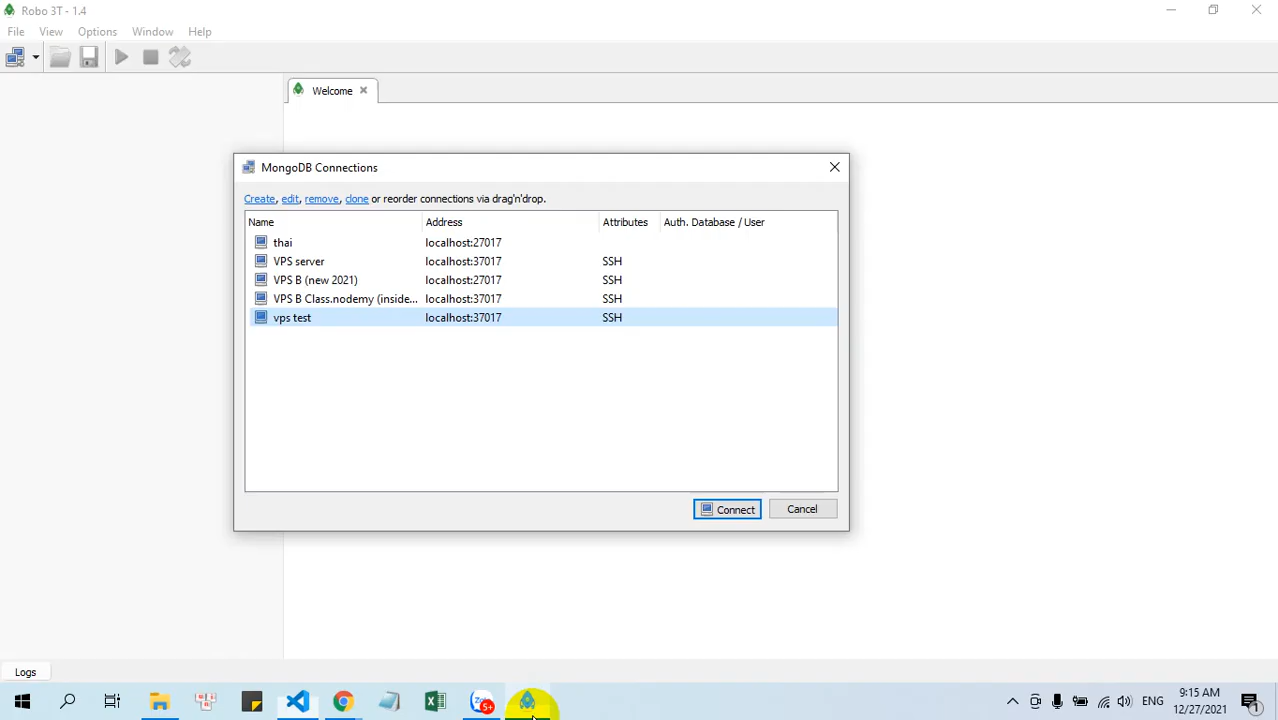 Robo 3T - 1.4
File View Options Window Help
Welcome
MongoDB Connections
Create, edit, remove, clone or reorder connections via drag'n'drop.
Name Address Attributes Auth. Database / User
thai localhost:27017
VPS server localhost:37017 SSH
VPS B (new 2021) localhost:27017 SSH
VPS B Class.nodemy (inside... localhost:37017 SSH
vps test localhost:37017 SSH
Connect Cancel
Logs
5+
ENG
9:15 AM
12/27/2021
1